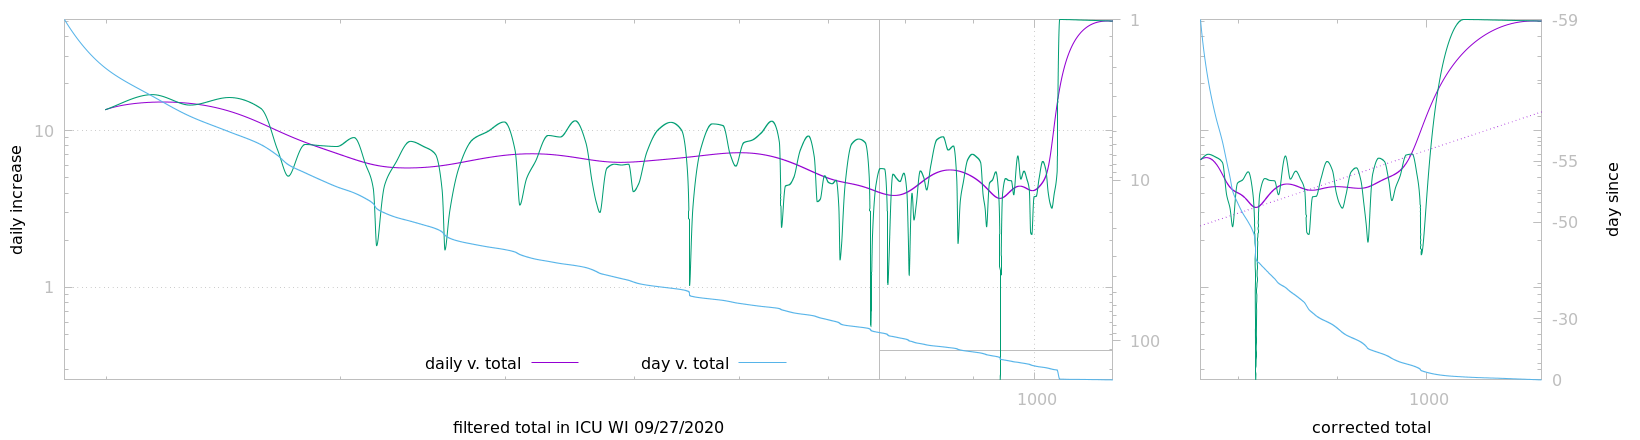 daily increase
10
1
1
10
100
1000
daily v. total
day v. total
filtered total in ICU WI 09/27/2020
-59
-55
-50
-30
0
day since
1000
corrected total